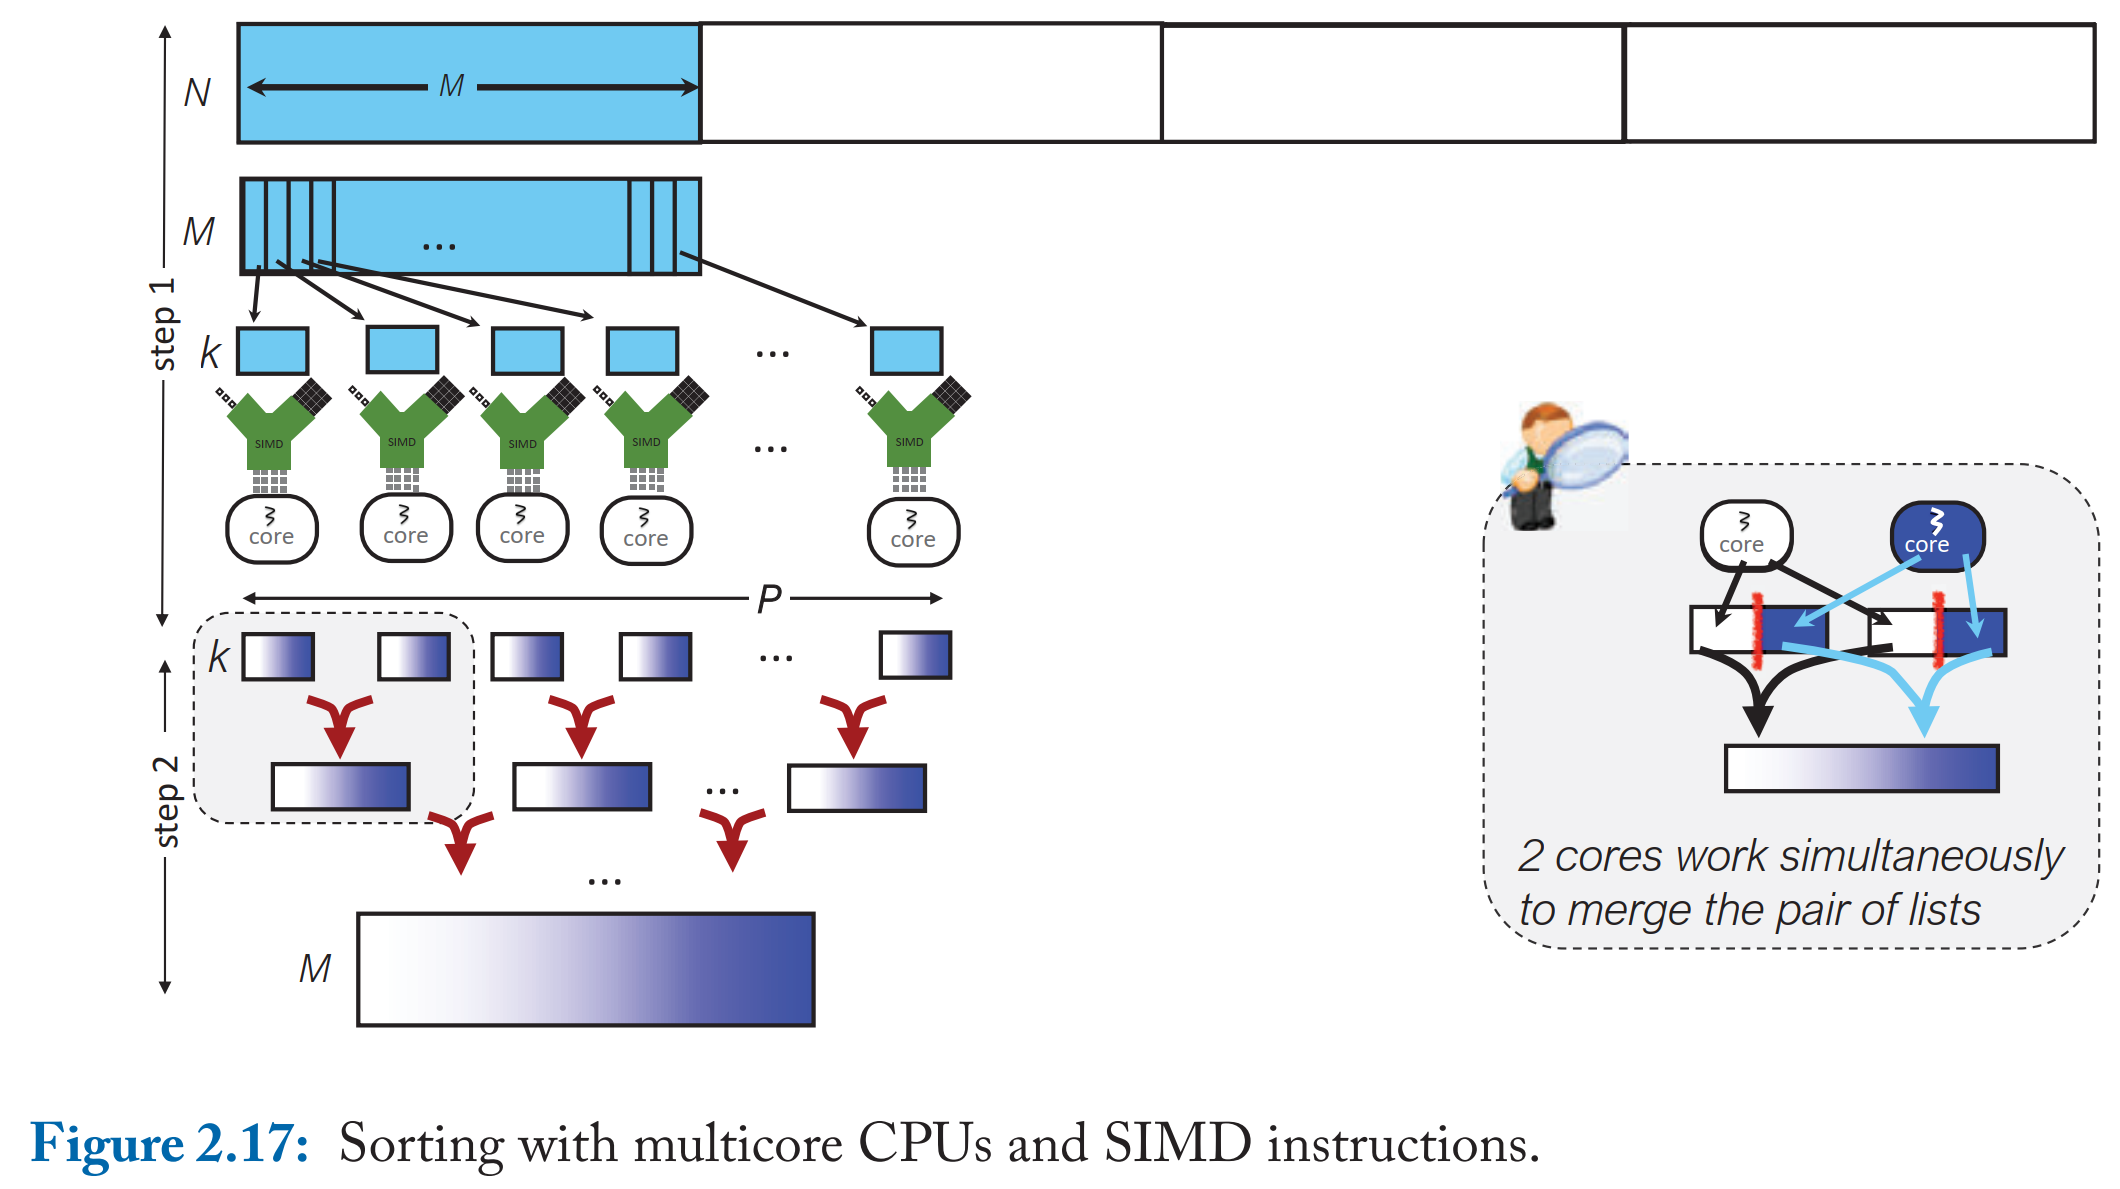 N
M
M
...
step 1
k
...
SIMD
SIMD
SIMD
SIMD
...
SIMD
core
core
core
core
core
P
k
...
step 2
...
...
M
core
core
2 cores work simultaneously
to merge the pair of lists
Figure 2.17: Sorting with multicore CPUs and SIMD instructions.